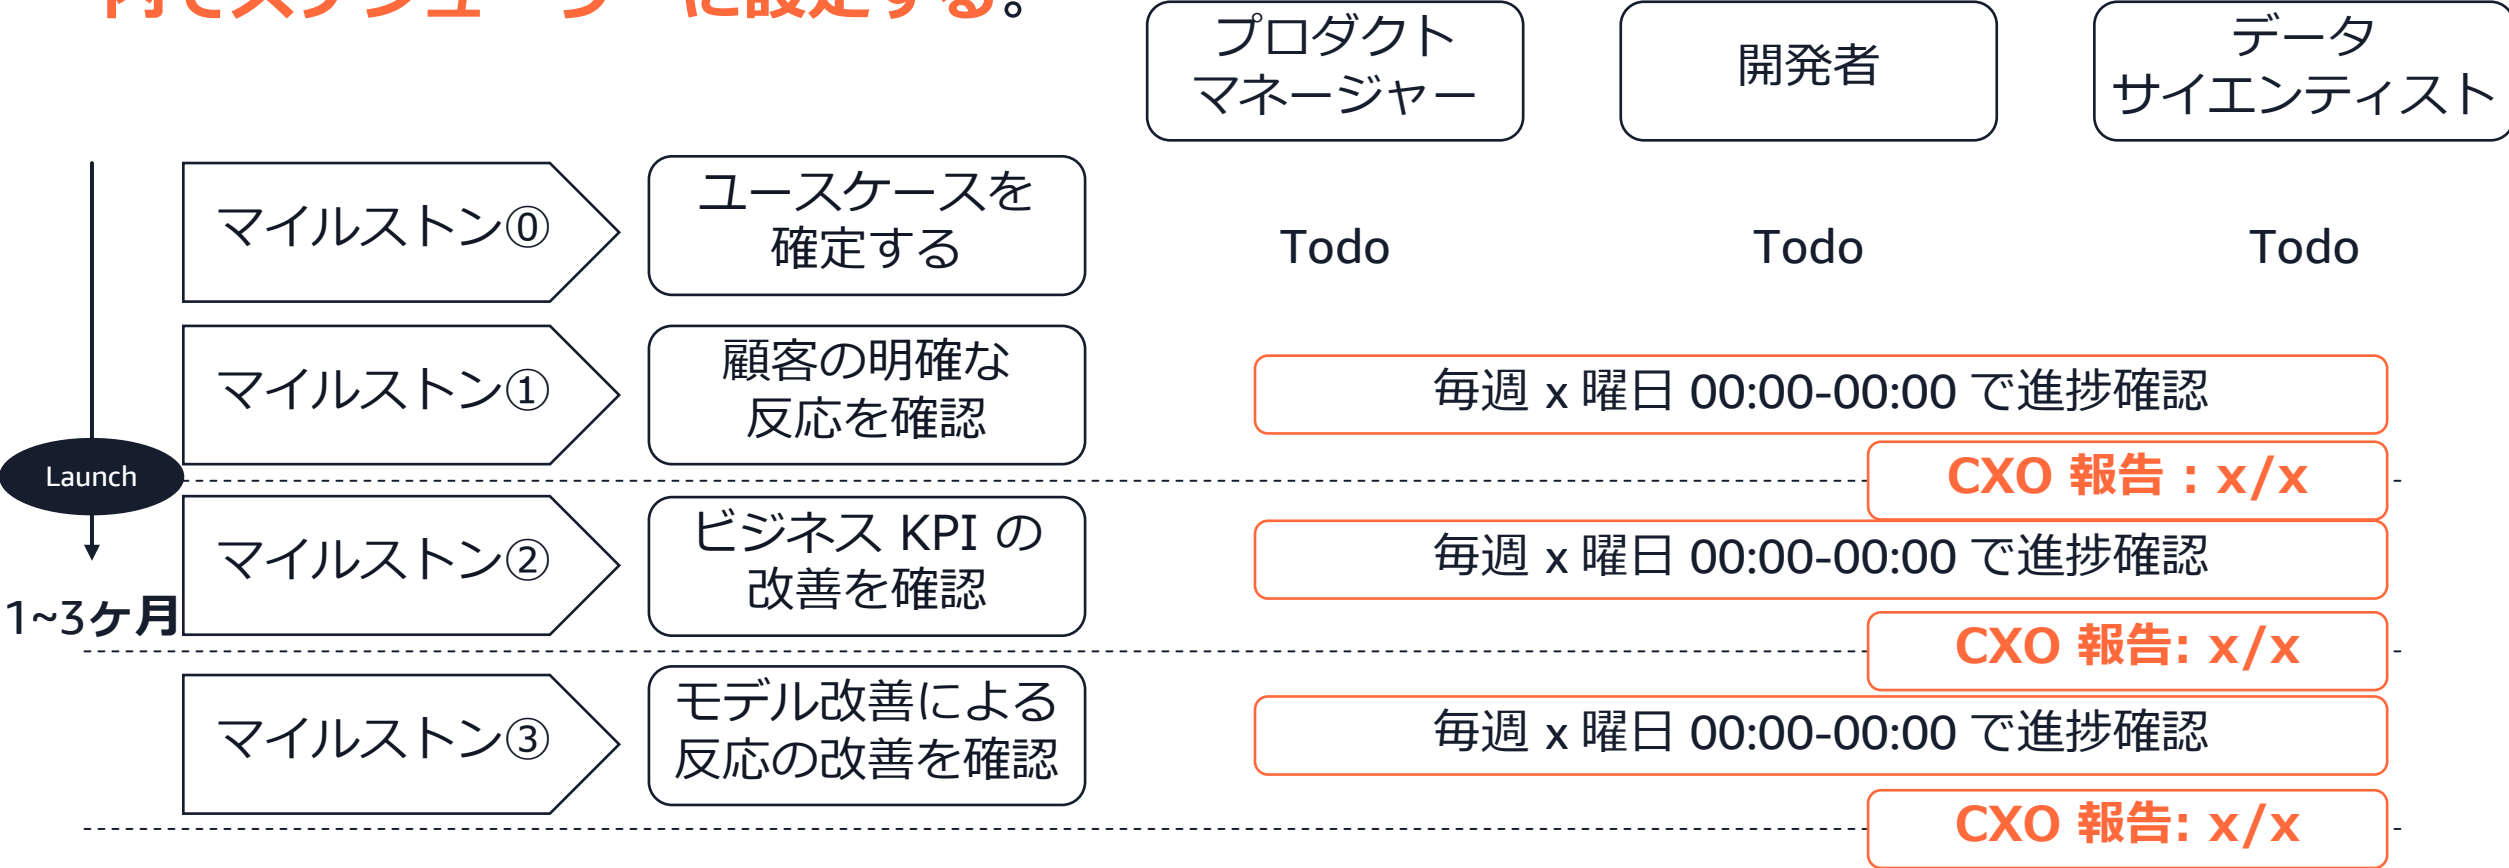 に設定する。
プロダクト
マネージャー
開発者
データ
サイエンティスト
マイルストン⓪
ユースケースを
確定する
Todo
Todo
Todo
マイルストン①
顧客の明確な
反応を確認
毎週 x 曜日 00:00-00:00 で進捗確認
Launch
CXO 報告：x/x
マイルストン②
ビジネス KPI の
改善を確認
毎週 x 曜日 00:00-00:00 で進捗確認
1~3ヶ月
CXO 報告: x/x
マイルストン③
モデル改善による
反応の改善を確認
毎週 x 曜日 00:00-00:00 で進捗確認
CXO 報告: x/x